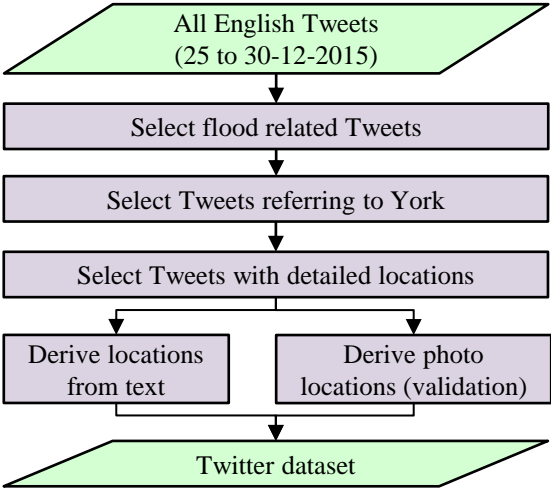 All English Tweets
(25 to 30-12-2015)
Select flood related Tweets
Select Tweets referring to York
Select Tweets with detailed locations
Derive locations
from text
Derive photo
locations (validation)
Twitter dataset